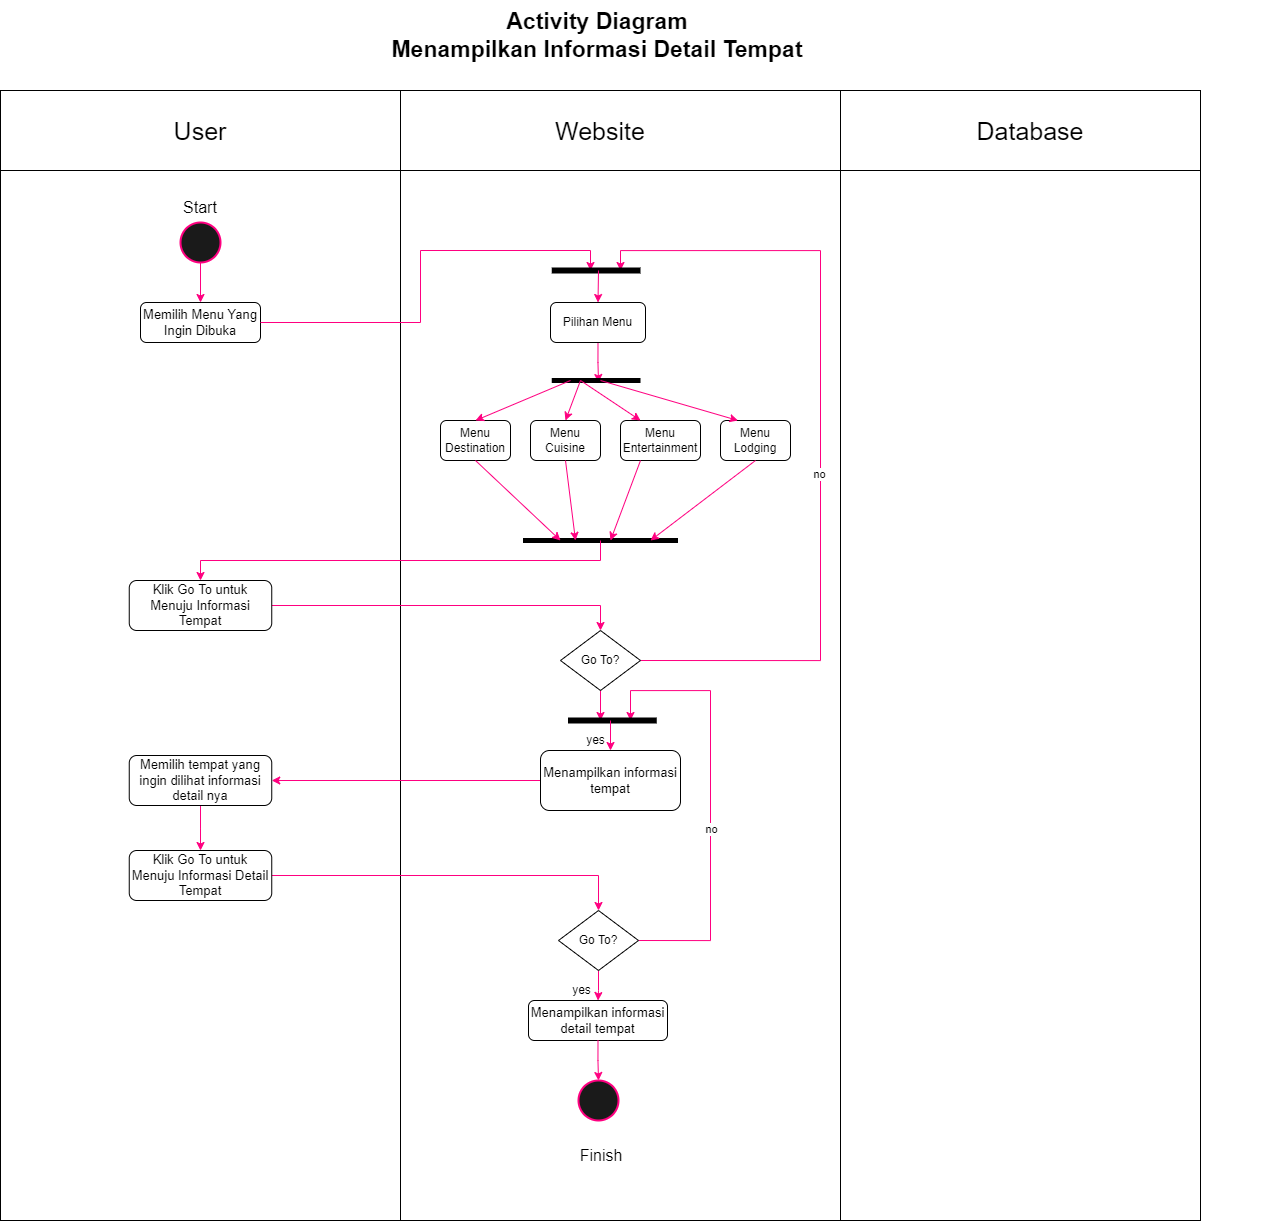 Activity Diagram
Menampilkan Informasi Detail Tempat
User
Website
Database
Start
Memilih Menu Yang
Ingin Dibuka
Pilihan Menu
Menu
Destination
Menu
Cuisine
Menu
Entertainment
Menu
Lodging
no
Klik Go To untuk
Menuju Informasi
Tempat
Go To?
yes
Menampilkan informasi
tempat
Memilih tempat yang
ingin dilihat informasi
detail nya
no
Klik Go To untuk
Menuju Informasi Detail
Tempat
Go To?
yes
Menampilkan informasi
detail tempat
Finish